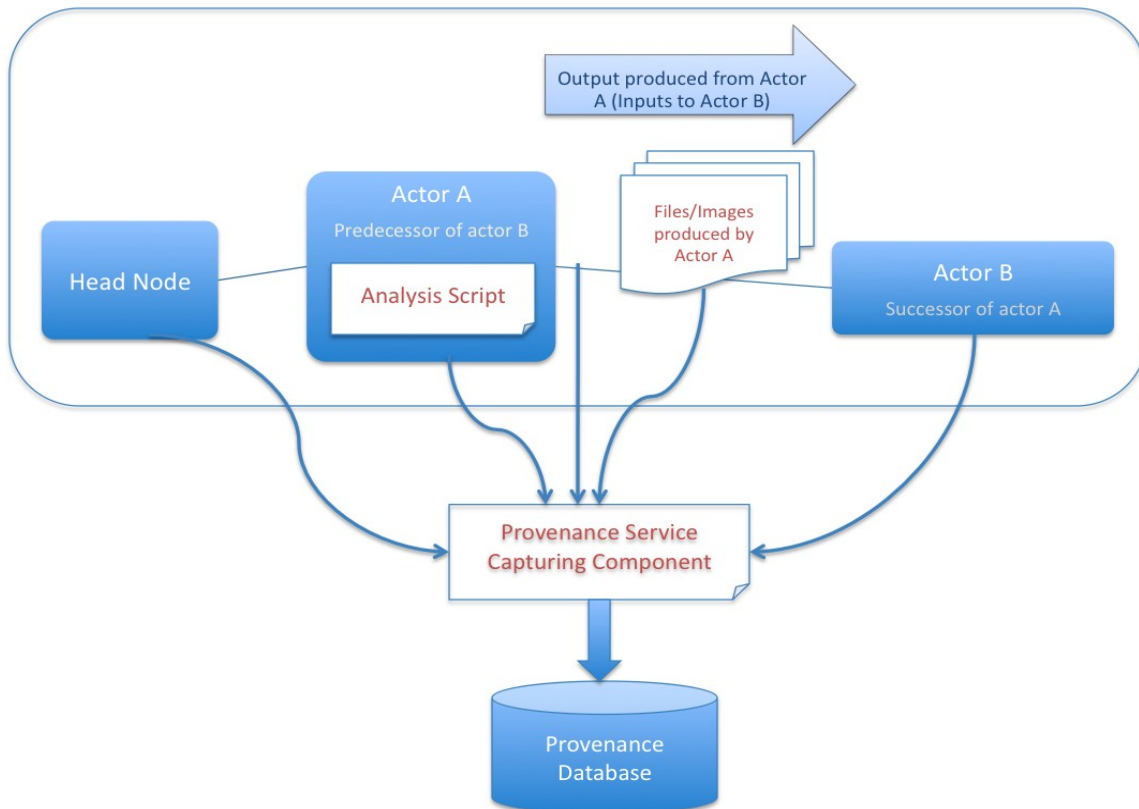 Output produced from Actor
A (Inputs to Actor B)
Actor A
Predecessor of actor B
Analysis Script
Files/Images
produced by
Actor A
Head Node
Actor B
Successor of actor A
Provenance Service
Capturing Component
Provenance
Database